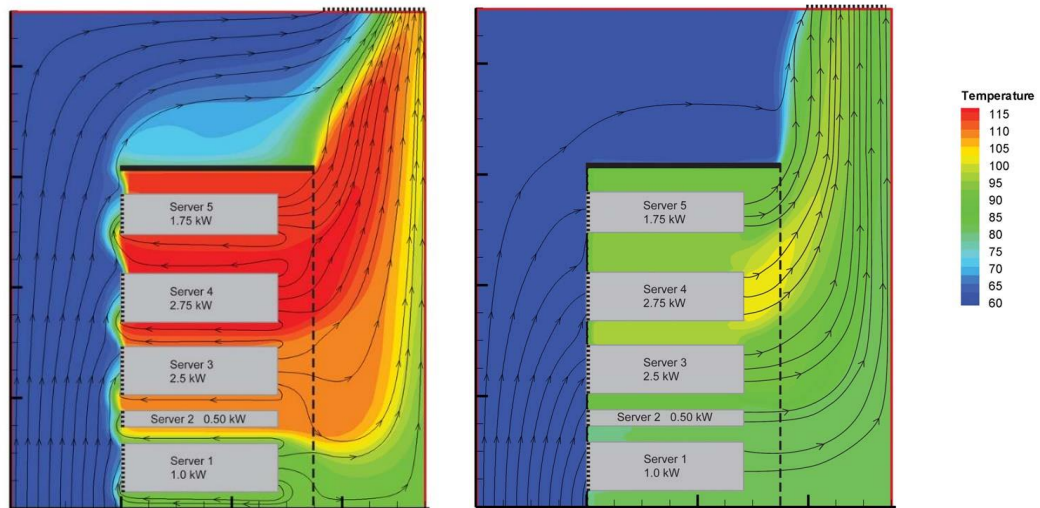 Server 5
1.75 kW
Server 4
2.75 kW
Server 3
2.5 kW
Server 2 0.50 kW
Server 1
1.0 kW
Server 5
1.75 kW
Server 4
2.75 kW
Server 3
2.5 kW
Server 2 0.50 kW
Server 1
1.0 kW
Temperature
115
110
105
100
95
90
85
80
75
70
65
60